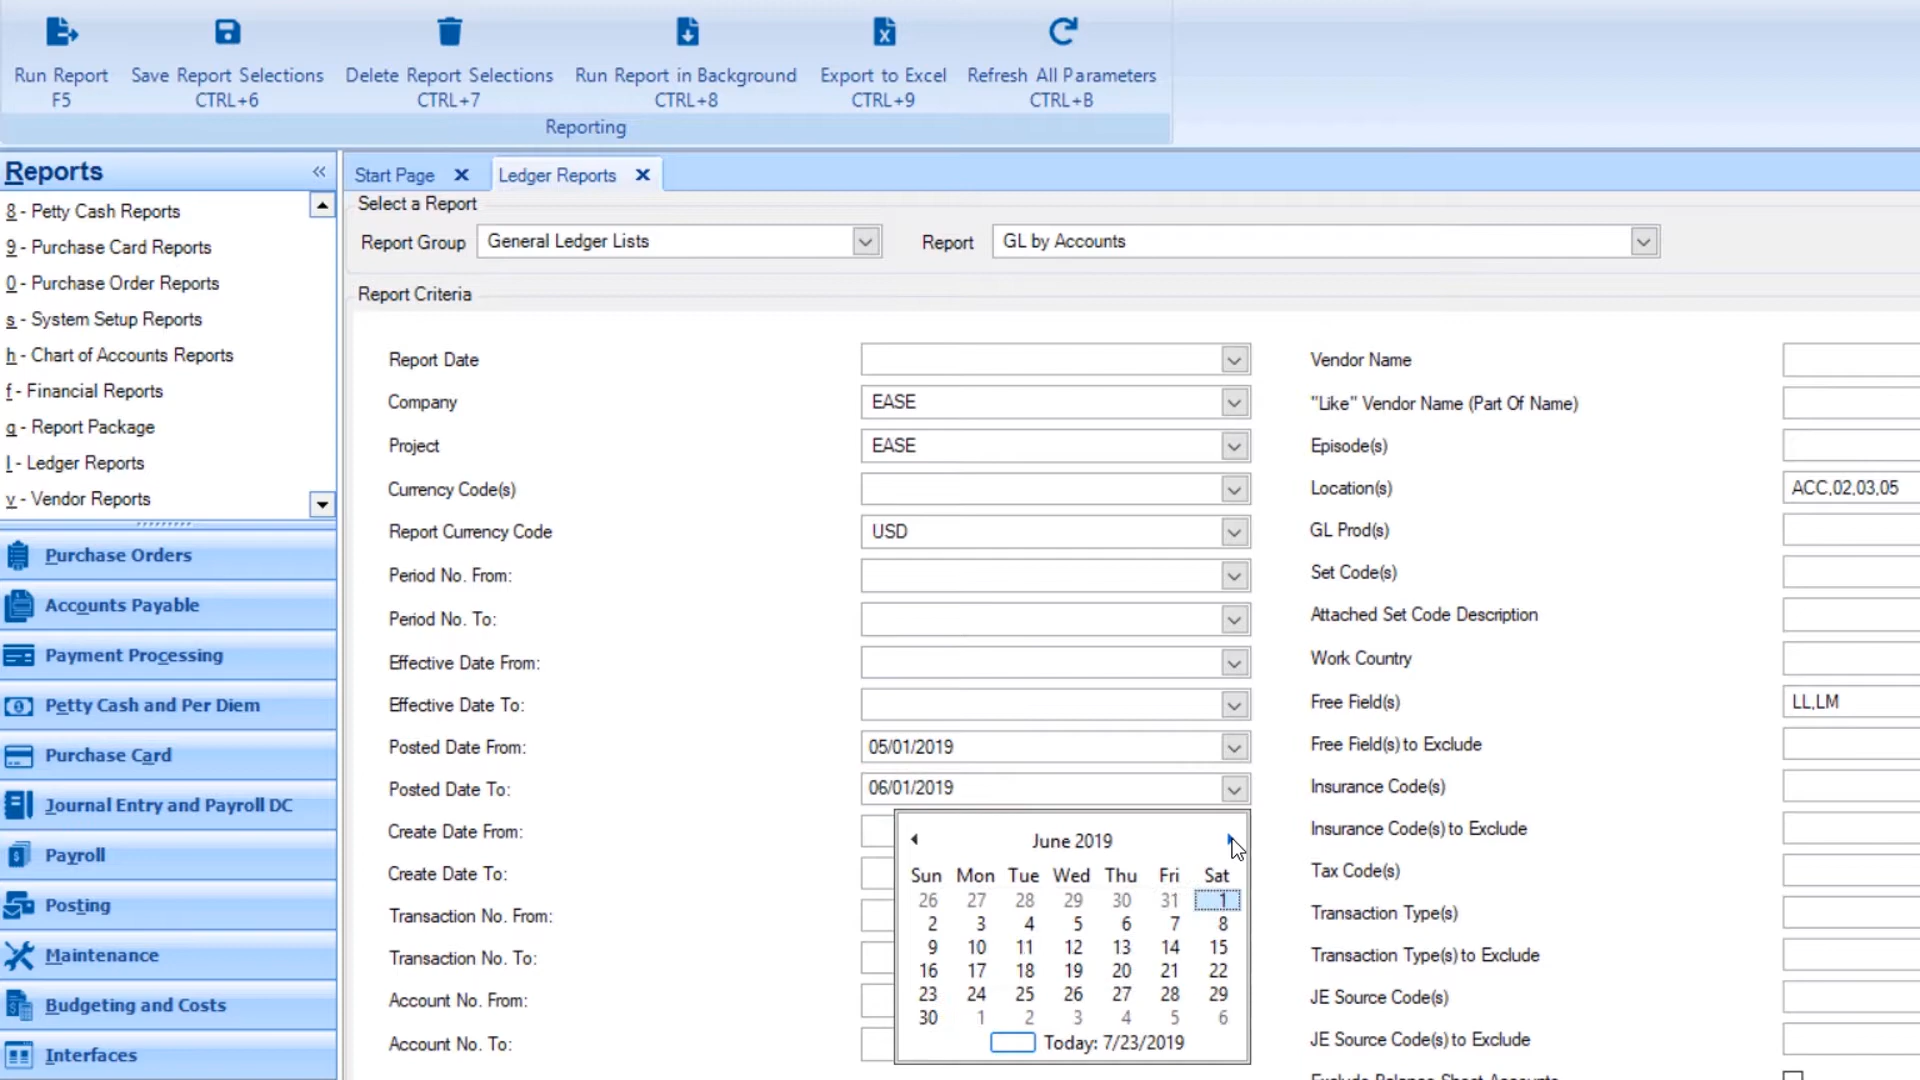 Run Report
F5
Save Report Selections
CTRL+6
Delete Report Selections
CTRL+7
Run Report in Background
CTRL+8
Export to Excel
CTRL+9
Refresh All Parameters
CTRL+B
Reporting
Reports
8 - Petty Cash Reports
9 - Purchase Card Reports
0 - Purchase Order Reports
s - System Setup Reports
h - Chart of Accounts Reports
f - Financial Reports
g - Report Package
l - Ledger Reports
v - Vendor Reports
Purchase Orders
Accounts Payable
Payment Processing
Petty Cash and Per Diem
Purchase Card
Journal Entry and Payroll DC
Payroll
Posting
Maintenance
Budgeting and Costs
Interfaces
Start Page
Ledger Reports
Select a Report
Report Group General Ledger Lists
Report GL by Accounts
Report Criteria
Report Date
Company EASE
Project EASE
Currency Code(s)
Report Currency Code USD
Period No. From:
Period No. To:
Effective Date From:
Effective Date To:
Posted Date From: 05/01/2019
Posted Date To: 06/01/2019
Create Date From:
Create Date To:
Transaction No. From:
Transaction No. To:
Account No. From:
Account No. To:
June 2019
Sun Mon Tue Wed Thu Fri Sat
26 27 28 29 30 31 1
2 3 4 5 6 7 8
9 10 11 12 13 14 15
16 17 18 19 20 21 22
23 24 25 26 27 28 29
30 1 2 3 4 5 6
Today: 7/23/2019
Vendor Name
"Like" Vendor Name (Part Of Name)
Episode(s)
Location(s) ACC,02,03,05
GL Prod(s)
Set Code(s)
Attached Set Code Description
Work Country
Free Field(s) LL,LM
Free Field(s) to Exclude
Insurance Code(s)
Insurance Code(s) to Exclude
Tax Code(s)
Transaction Type(s)
Transaction Type(s) to Exclude
JE Source Code(s)
JE Source Code(s) to Exclude
Exclude Balance Sheet Accounts